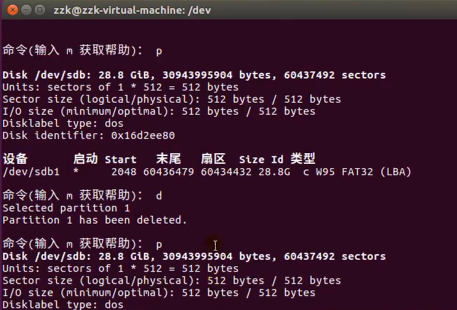 zzk@zzk-virtual-machine: /dev
命令(输入 m 获取帮助)： p
Disk /dev/sdb: 28.8 GiB, 30943995904 bytes, 60437492 sectors
Units: sectors of 1 * 512 = 512 bytes
Sector size (logical/physical): 512 bytes / 512 bytes
I/O size (minimum/optimal): 512 bytes / 512 bytes
Disklabel type: dos
Disk identifier: 0x16d2ee80
设备 启动 Start 末尾 扇区 Size Id 类型
/dev/sdb1 * 2048 60436479 60434432 28.8G c W95 FAT32 (LBA)
命令(输入 m 获取帮助)： d
Selected partition 1
Partition 1 has been deleted.
命令(输入 m 获取帮助)： p
Disk /dev/sdb: 28.8 GiB, 30943995904 bytes, 60437492 sectors
Units: sectors of 1 * 512 = 512 bytes
Sector size (logical/physical): 512 bytes / 512 bytes
I/O size (minimum/optimal): 512 bytes / 512 bytes
Disklabel type: dos